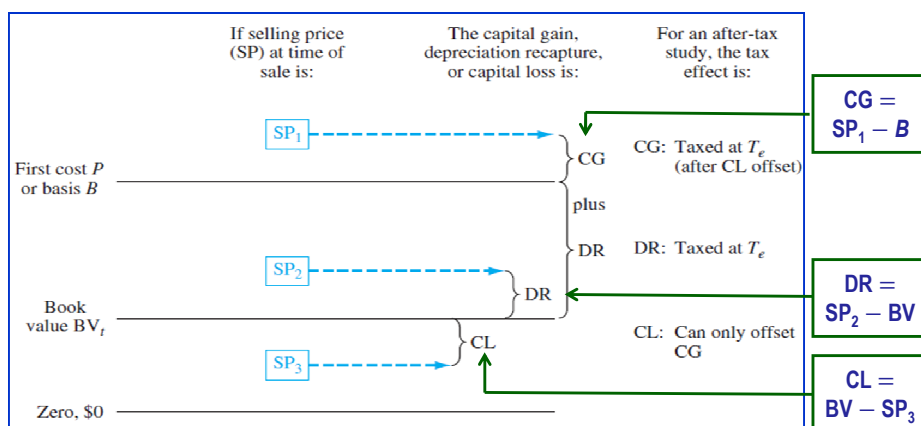 If selling price
(SP) at time of
sale is:
The capital gain,
depreciation recapture,
or capital loss is:
For an after-tax
study, the tax
effect is:
CG =
SP1 – B
SP1
CG
CG: Taxed at Te
(after CL offset)
First cost P
or basis B
plus
DR
DR: Taxed at Te
SP2
DR
DR =
SP2 – BV
Book
value BVt
CL
CL: Can only offset
CG
SP3
CL =
BV – SP3
Zero, $0